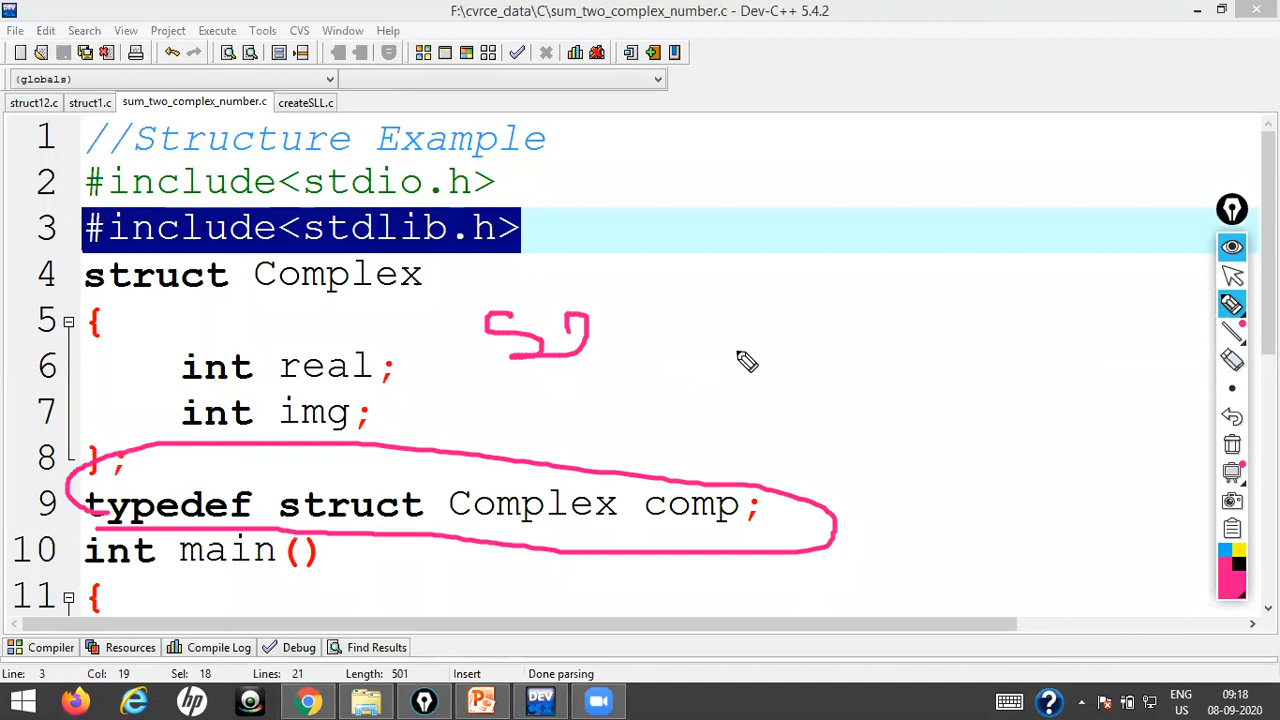 F:\cvrce_data\C\sum_two_complex_number.c - Dev-C++ 5.4.2
File Edit Search View Project Execute Tools CVS Window Help
(globals)
struct12.c struct1.c sum_two_complex_number.c createSLL.c
1 //Structure Example
2 #include<stdio.h>
3 #include<stdlib.h>
4 struct Complex
5 {
6 int real;
7 int img;
8 };
9 typedef struct Complex comp;
10 int main()
11 {
Compiler Resources Compile Log Debug Find Results
Line: 3 Col: 19 Sel: 18 Lines: 21 Length: 501 Insert Done parsing
hp P DEV ENG 09:18
US 08-09-2020